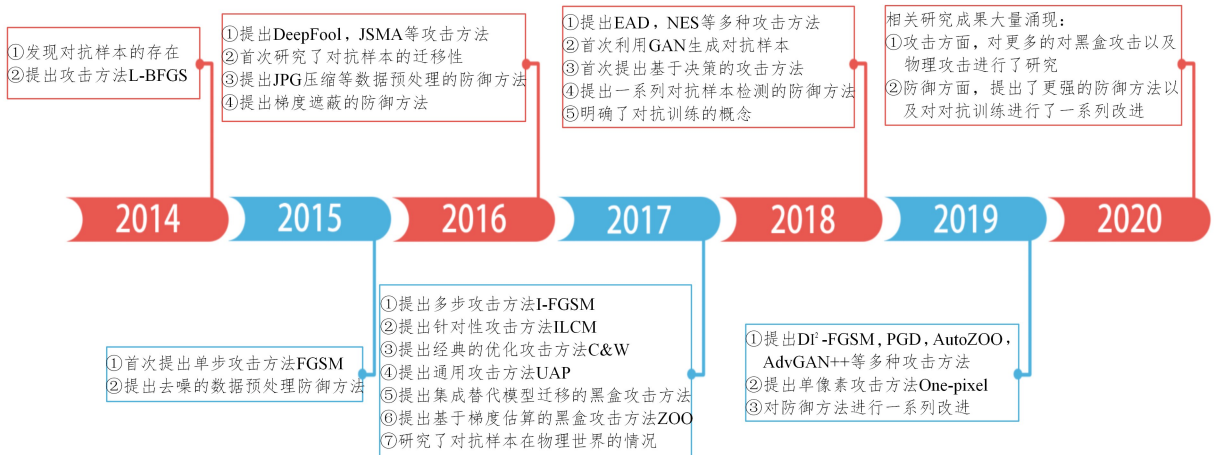 ①发现对抗样本的存在
②提出攻击方法L-BFGS
①提出DeepFool，JSMA等攻击方法
②首次研究了对抗样本的迁移性
③提出JPG压缩等数据预处理的防御方法
④提出梯度遮蔽的防御方法
①提出EAD，NES等多种攻击方法
②首次利用GAN生成对抗样本
③首次提出基于决策的攻击方法
④提出一系列对抗样本检测的防御方法
⑤明确了对抗训练的概念
相关研究成果大量涌现：
①攻击方面，对更多的对黑盒攻击以及
物理攻击进行了研究
②防御方面，提出了更强的防御方法以
及对对抗训练进行了一系列改进
2014
2015
2016
2017
2018
2019
2020
①首次提出单步攻击方法FGSM
②提出去噪的数据预处理防御方法
①提出多步攻击方法I-FGSM
②提出针对性攻击方法ILCM
③提出经典的优化攻击方法C&W
④提出通用攻击方法UAP
⑤提出集成替代模型迁移的黑盒攻击方法
⑥提出基于梯度估算的黑盒攻击方法ZOO
⑦研究了对抗样本在物理世界的情况
①提出DI²-FGSM，PGD，AutoZOO，
AdvGAN++等多种攻击方法
②提出单像素攻击方法One-pixel
③对防御方法进行一系列改进